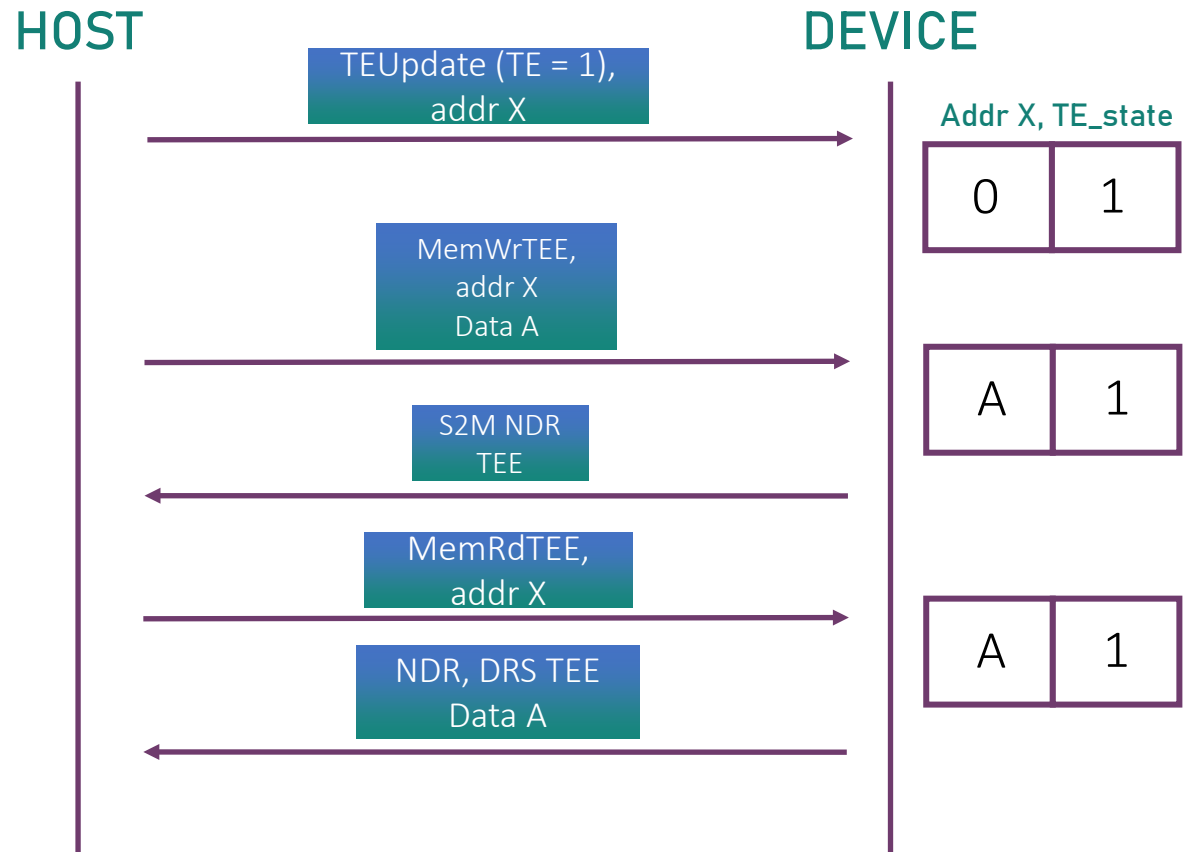 HOST
DEVICE
TEUpdate (TE = 1),
addr X
Addr X, TE_state
0 1
MemWrTEE,
addr X
Data A
A 1
S2M NDR
TEE
MemRdTEE,
addr X
A 1
NDR, DRS TEE
Data A